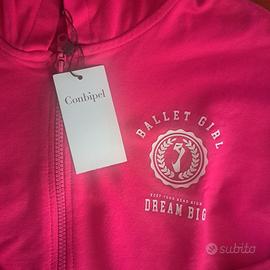 Conbipel
BALLET GIRL
KEEP YOUR HEAD HIGH
DREAM BIG
subito